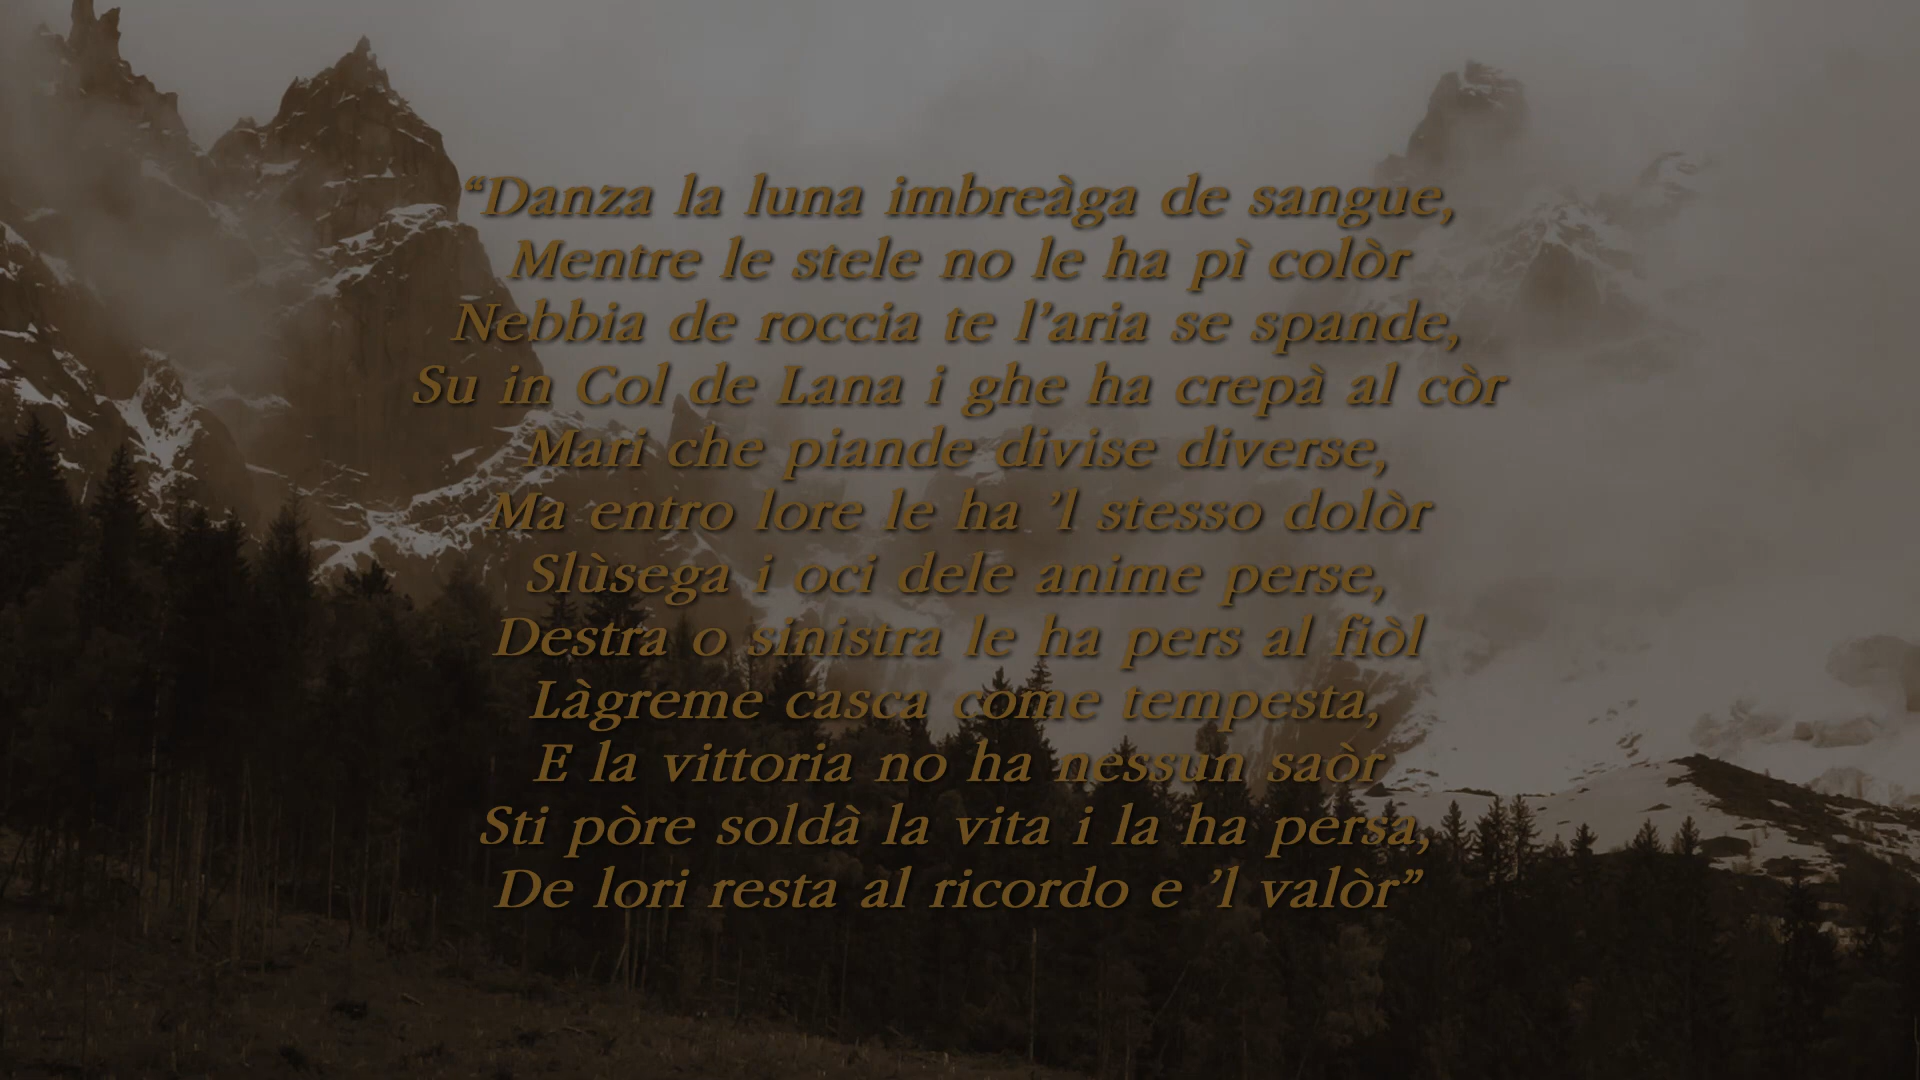 “Danza la luna imbreàga de sangue,
Mentre le stele no le ha pì colòr
Nebbia de roccia te l’aria se spande,
Su in Col de Lana i ghe ha crepà al còr
Mari che piande divise diverse,
Ma entro lore le ha ’l stesso dolòr
Slùsega i oci dele anime perse,
Destra o sinistra le ha pers al fiòl
Làgreme casca come tempesta,
E la vittoria no ha nessun saòr
Sti pòre soldà la vita i la ha persa,
De lori resta al ricordo e ’l valòr”